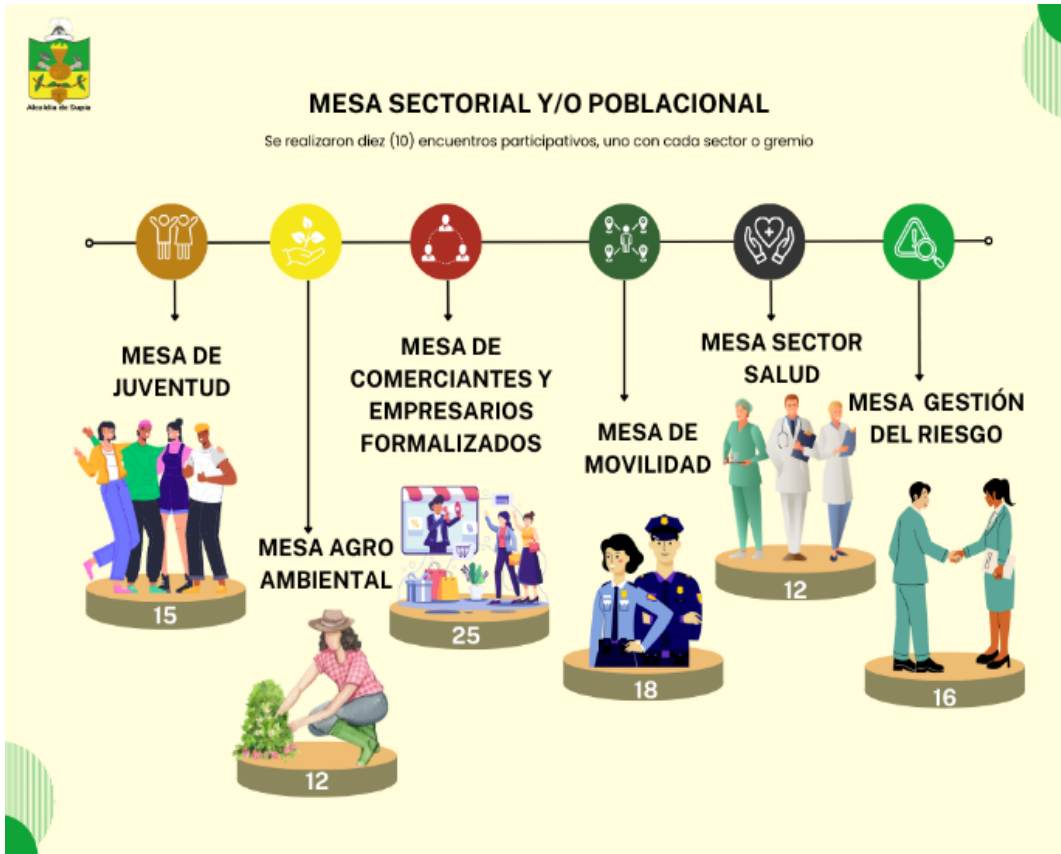 Alcaldía de Supía
MESA SECTORIAL Y/O POBLACIONAL
Se realizaron diez (10) encuentros participativos, uno con cada sector o gremio
MESA DE
JUVENTUD
15
MESA AGRO
AMBIENTAL
12
MESA DE
COMERCIANTES Y
EMPRESARIOS
FORMALIZADOS
25
MESA DE
MOVILIDAD
18
MESA SECTOR
SALUD
12
MESA GESTIÓN
DEL RIESGO
16